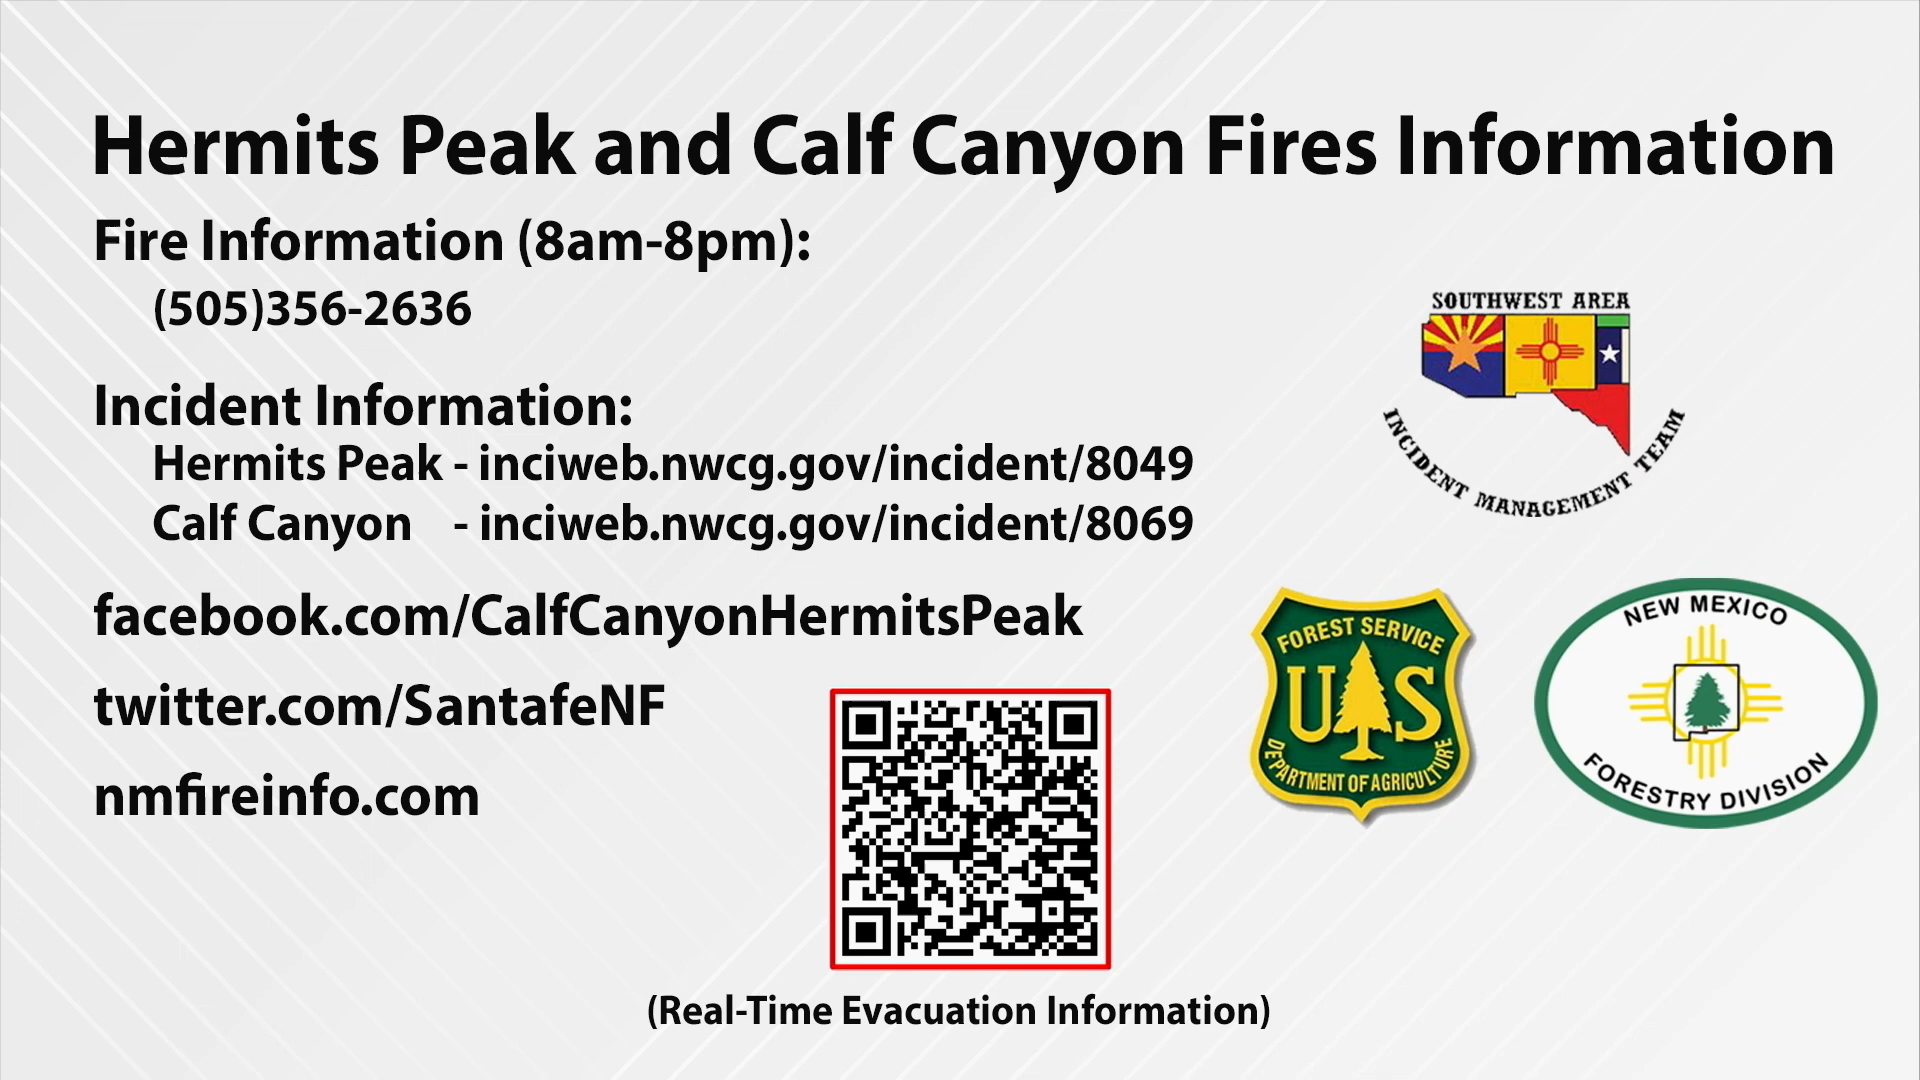 Hermits Peak and Calf Canyon Fires Information
Fire Information (8am-8pm):
(505)356-2636
Incident Information:
Hermits Peak - inciweb.nwcg.gov/incident/8049
Calf Canyon - inciweb.nwcg.gov/incident/8069
facebook.com/CalfCanyonHermitsPeak
twitter.com/SantafeNF
nmfireinfo.com
(Real-Time Evacuation Information)
SOUTHWEST AREA
INCIDENT MANAGEMENT TEAM
FOREST SERVICE
U S
DEPARTMENT OF AGRICULTURE
NEW MEXICO
FORESTRY DIVISION